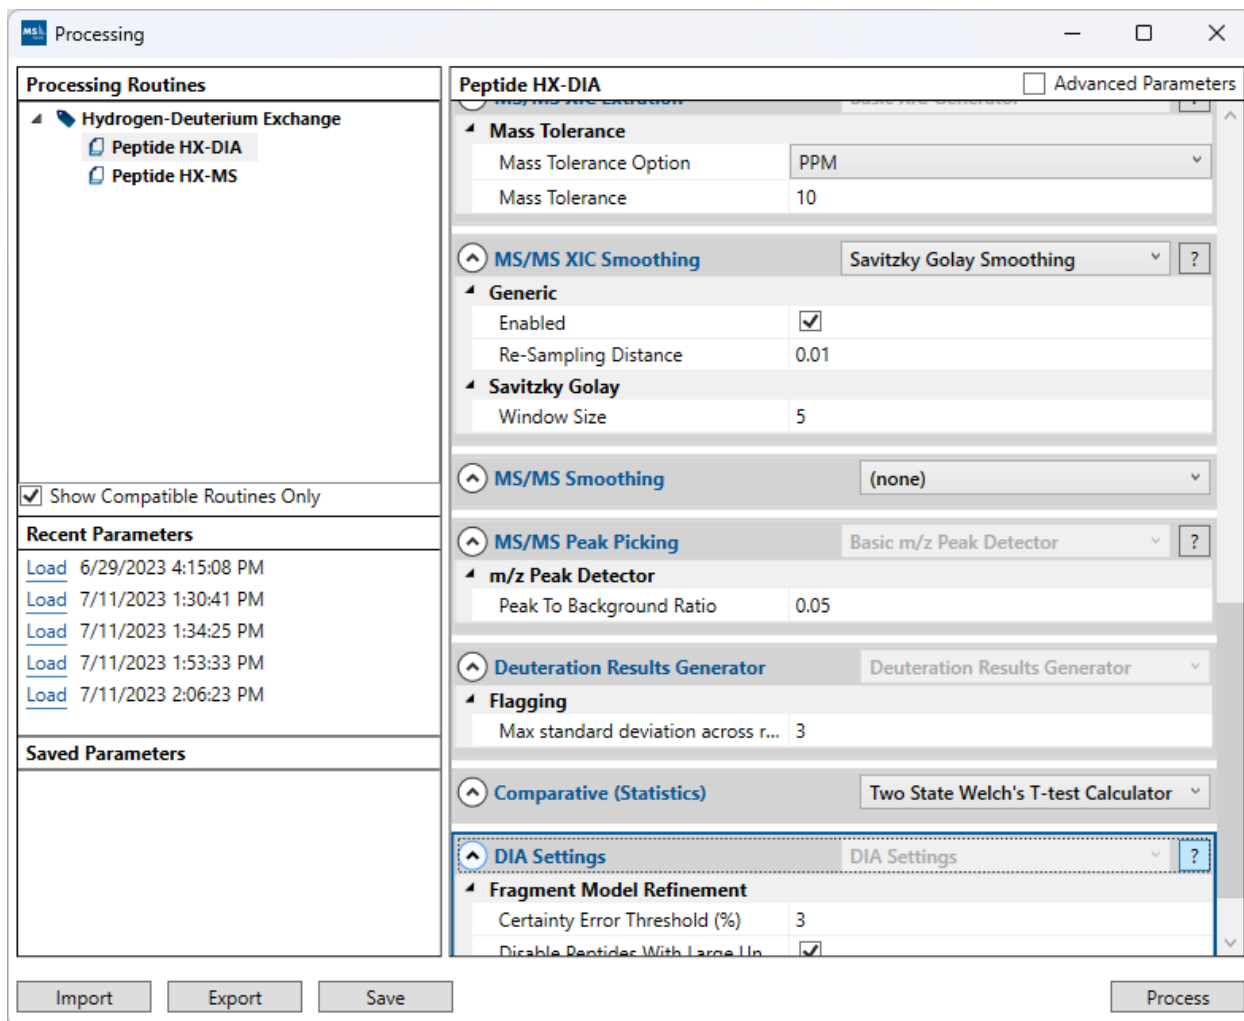 Processing
Processing Routines
Hydrogen-Deuterium Exchange
Peptide HX-DIA
Peptide HX-MS
Show Compatible Routines Only
Recent Parameters
Load 6/29/2023 4:15:08 PM
Load 7/11/2023 1:30:41 PM
Load 7/11/2023 1:34:25 PM
Load 7/11/2023 1:53:33 PM
Load 7/11/2023 2:06:23 PM
Saved Parameters
Peptide HX-DIA Advanced Parameters
Mass Tolerance
Mass Tolerance Option PPM
Mass Tolerance 10
MS/MS XIC Smoothing Savitzky Golay Smoothing ?
Generic
Enabled
Re-Sampling Distance 0.01
Savitzky Golay
Window Size 5
MS/MS Smoothing (none)
MS/MS Peak Picking Basic m/z Peak Detector ?
m/z Peak Detector
Peak To Background Ratio 0.05
Deuteration Results Generator Deuteration Results Generator
Flagging
Max standard deviation across r... 3
Comparative (Statistics) Two State Welch's T-test Calculator
DIA Settings DIA Settings ?
Fragment Model Refinement
Certainty Error Threshold (%) 3
Disable Peptides With Large Un
Import Export Save Process